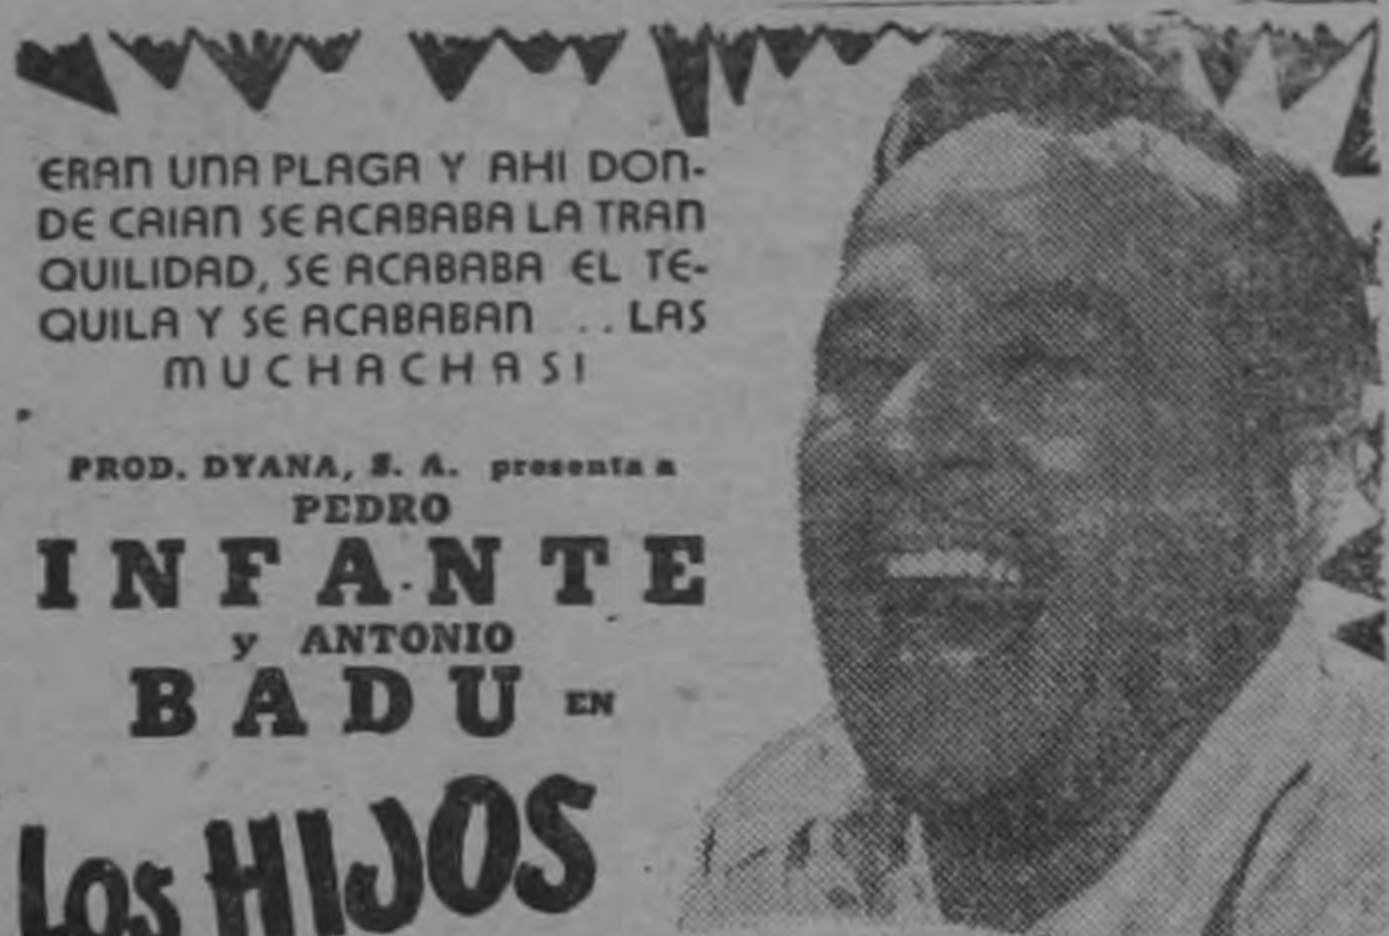 ERAN UNA PLAGA Y AHI DON-
DE CAIAN SE ACABABA LA TRAN
QUILIDAD, SE ACABABA EL TE-
QUILA Y SE ACABABAN ... LAS
MUCHACHAS!
PROD. DYANA, S. A. presenta a
PEDRO
INFANTE
y ANTONIO
BADU EN
LOS HIJOS